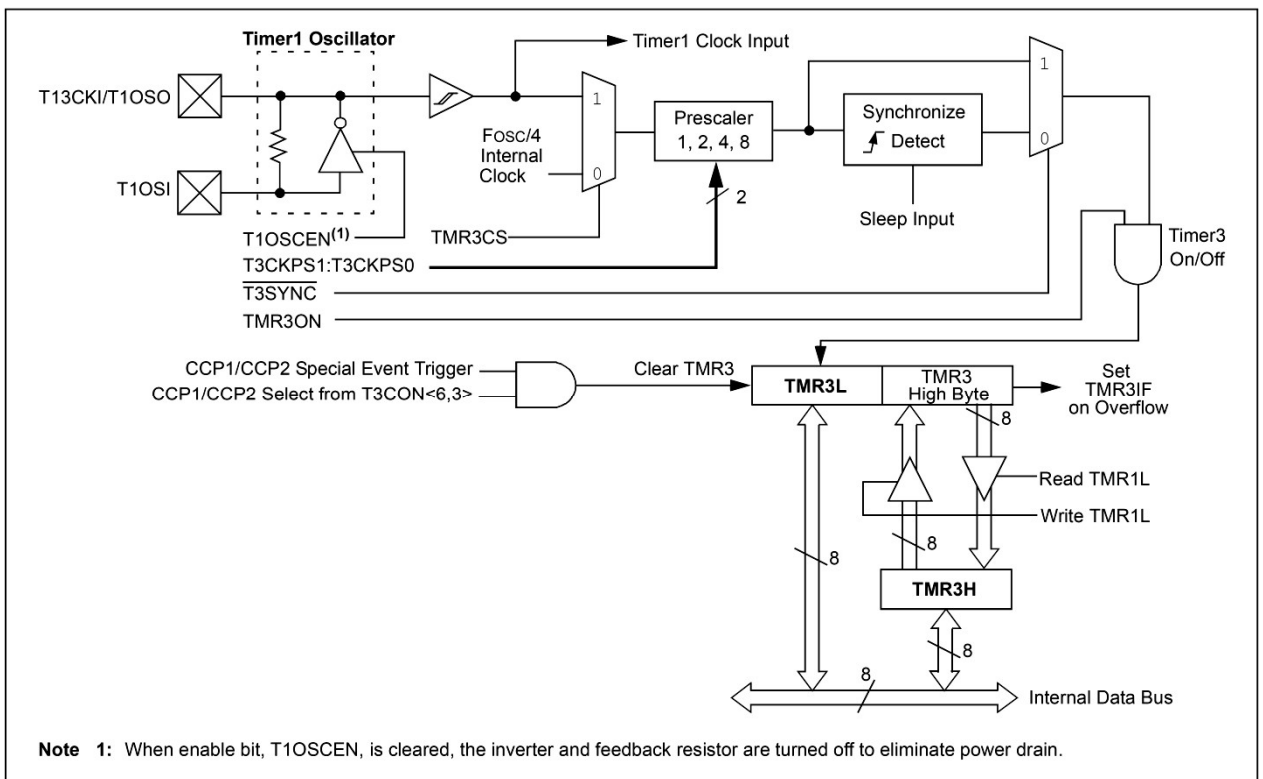 Timer1 Oscillator
Timer1 Clock Input
T13CKI/T1OSO
1
1
FOSC/4
Internal
Clock
0
Prescaler
1, 2, 4, 8
Synchronize
Detect
0
T1OSI
2
Sleep Input
T1OSCEN(1)
TMR3CS
Timer3
On/Off
T3CKPS1:T3CKPS0
T3SYNC
TMR3ON
CCP1/CCP2 Special Event Trigger
CCP1/CCP2 Select from T3CON<6,3>
Clear TMR3
TMR3L
TMR3
High Byte
Set
TMR3IF
on Overflow
8
Read TMR1L
Write TMR1L
8
8
TMR3H
8
8
Internal Data Bus
Note 1: When enable bit, T1OSCEN, is cleared, the inverter and feedback resistor are turned off to eliminate power drain.